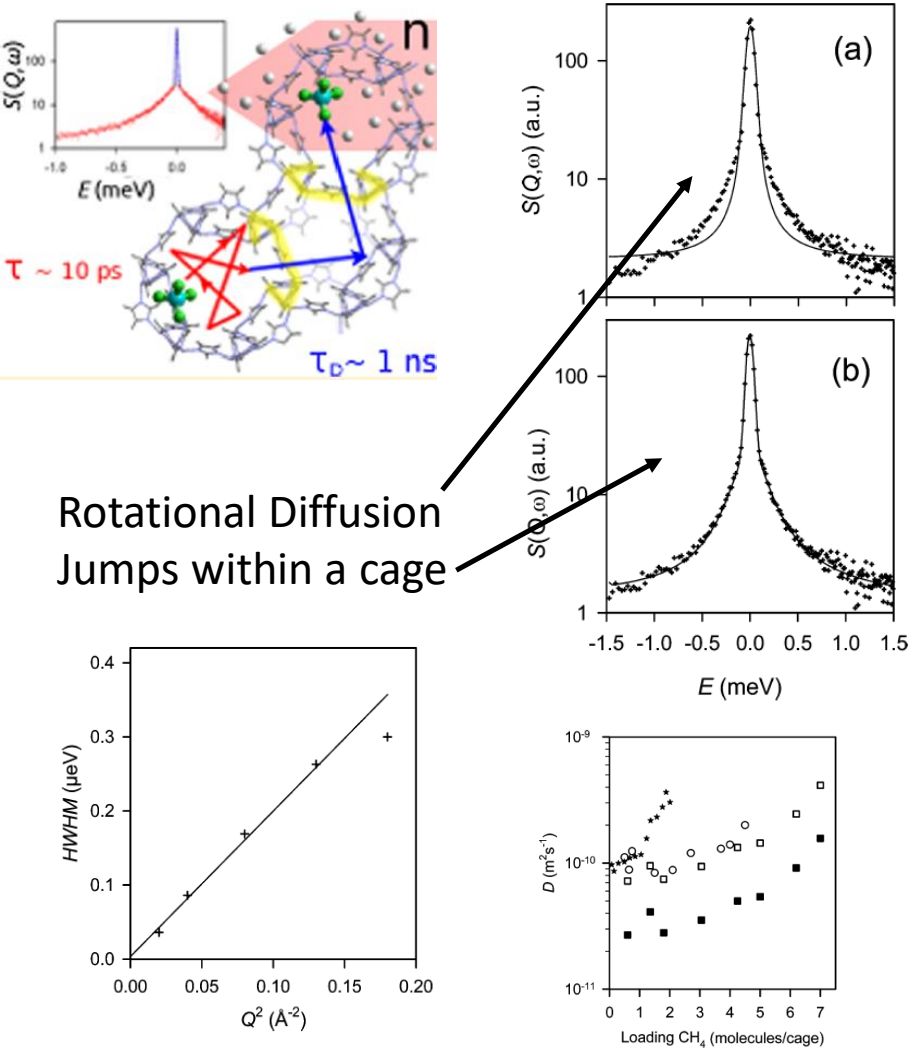 S(Q,ω)
100
10
1
-1.0
-0.5
0.0
E (meV)
n
τ ~ 10 ps
τD~ 1 ns
(a)
S(Q,ω) (a.u.)
100
10
1
(b)
S(Q,ω) (a.u.)
100
10
1
-1.5 -1.0 -0.5 0.0 0.5 1.0 1.5
E (meV)
Rotational Diffusion
Jumps within a cage
HWHM (μeV)
0.4
0.3
0.2
0.1
0.0
0.00 0.05 0.10 0.15 0.20
Q² (Å⁻²)
D (m²s⁻¹)
10⁻⁹
10⁻¹⁰
10⁻¹¹
0 1 2 3 4 5 6 7
Loading CH₄ (molecules/cage)